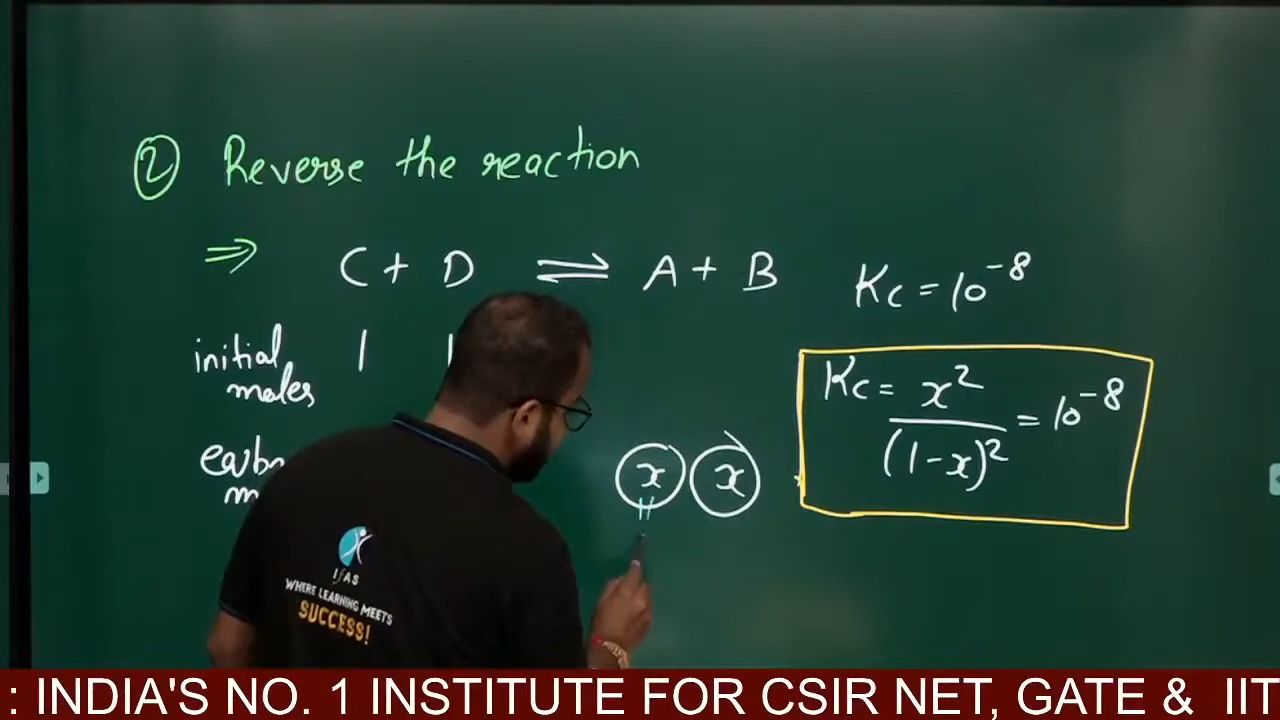 ② Reverse the reaction
⇒ C + D ⇌ A + B Kc = 10⁻⁸
initial 1 1
moles
Kc = x²/(1-x)² = 10⁻⁸
x x
IFAS
WHERE LEARNING MEETS
SUCCESS!
: INDIA'S NO. 1 INSTITUTE FOR CSIR NET, GATE & IIT